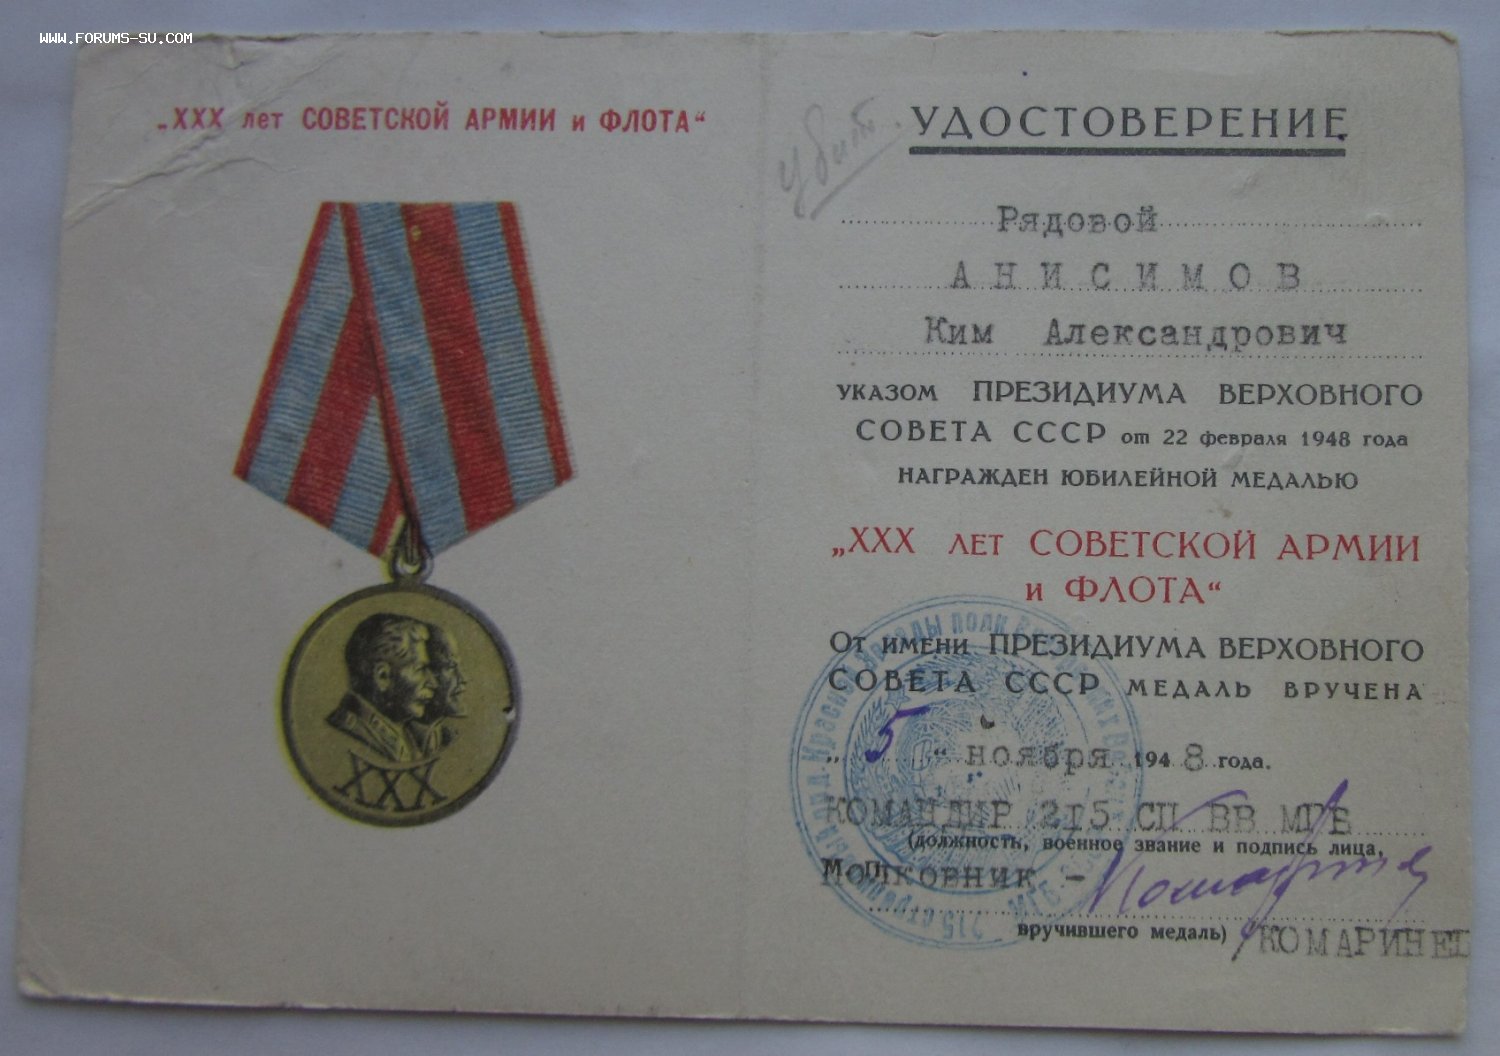 WWW.FORUMS-SU.COM
„XXX лет СОВЕТСКОЙ АРМИИ и ФЛОТА“
XXX
убит.
УДОСТОВЕРЕНИЕ
Рядовой
АНИСИМОВ
Ким Александрович
УКАЗОМ ПРЕЗИДИУМА ВЕРХОВНОГО
СОВЕТА СССР от 22 февраля 1948 года
НАГРАЖДЕН ЮБИЛЕЙНОЙ МЕДАЛЬЮ
„XXX ЛЕТ СОВЕТСКОЙ АРМИИ
И ФЛОТА“
ОТ ИМЕНИ ПРЕЗИДИУМА ВЕРХОВНОГО
СОВЕТА СССР МЕДАЛЬ ВРУЧЕНА
„5“ ноября 1948 года.
КОМАНДИР 215 СП ВВ МГБ
(должность, военное звание и подпись лица,
М.П.
ПОЛКОВНИК -
вручившего медаль) /КОМАРИНЕЦ